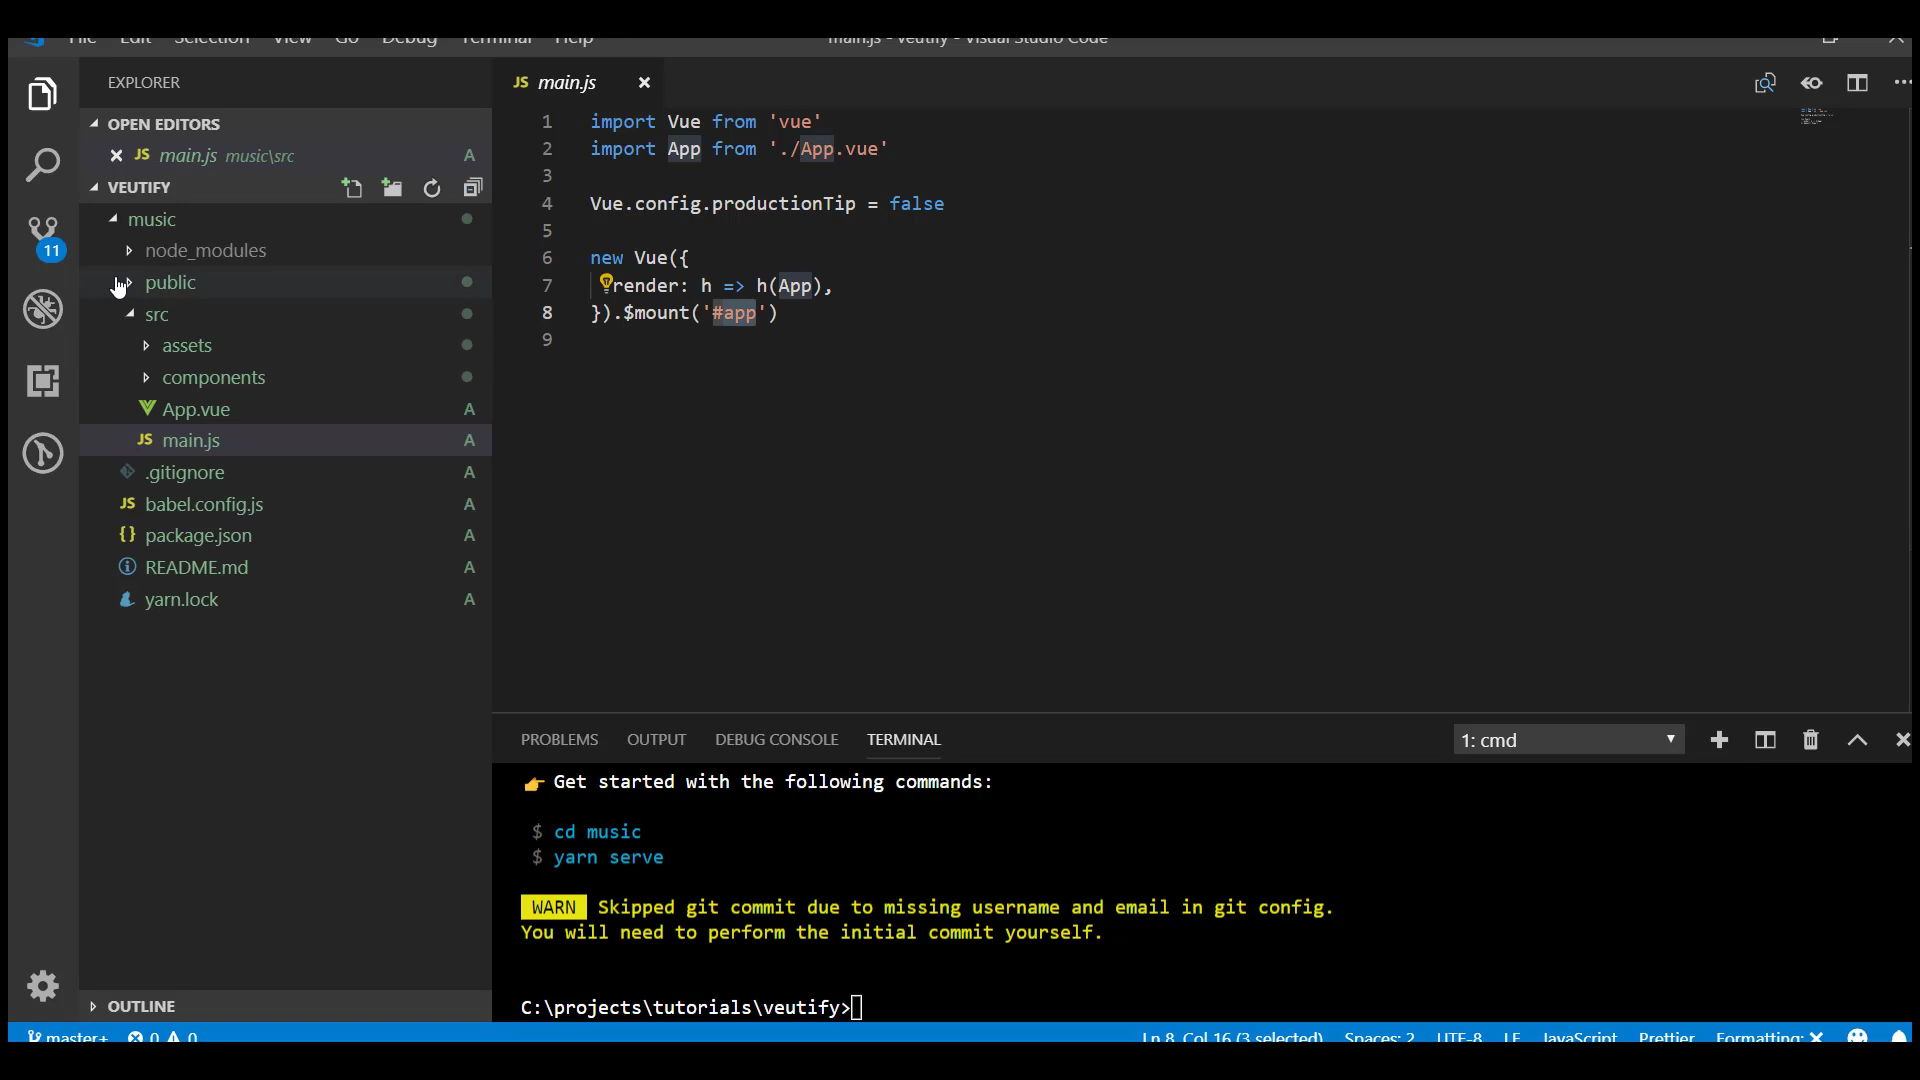 File Edit Selection View Go Debug Terminal Help
main.js - veutify - Visual Studio Code
EXPLORER
OPEN EDITORS
JS main.js music\src A
VEUTIFY
music
node_modules
public
src
assets
components
App.vue A
JS main.js A
.gitignore A
JS babel.config.js A
{} package.json A
README.md A
yarn.lock A
OUTLINE
11
JS main.js
1 import Vue from 'vue'
2 import App from './App.vue'
3
4 Vue.config.productionTip = false
5
6 new Vue({
7 render: h => h(App),
8 }).$mount('#app')
9
PROBLEMS OUTPUT DEBUG CONSOLE TERMINAL
1: cmd
Get started with the following commands:
$ cd music
$ yarn serve
WARN Skipped git commit due to missing username and email in git config.
You will need to perform the initial commit yourself.
C:\projects\tutorials\veutify>
master+ 0 0
Ln 8, Col 16 (3 selected) Spaces: 2 UTF-8 LF JavaScript Prettier Formatting: